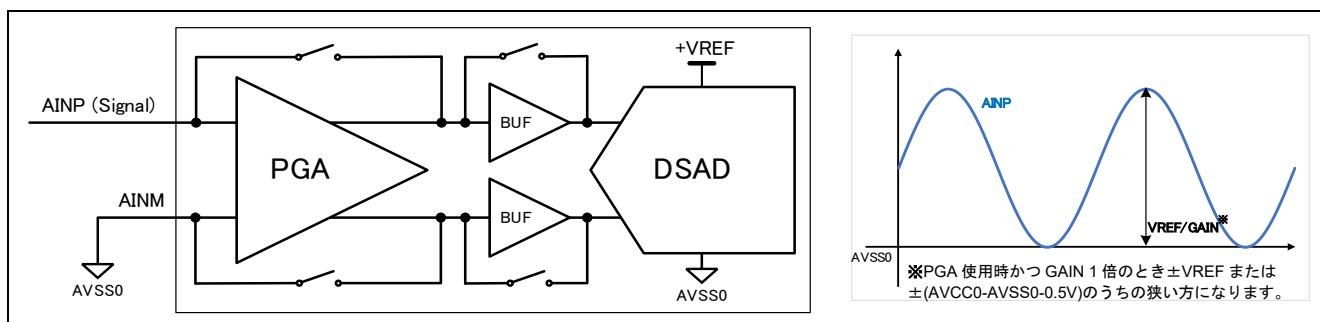 +VREF
AINP (Signal)
BUF
PGA
DSAD
AINM
BUF
AVSS0
AVSS0
AINP
VREF/GAIN※
AVSS0
※PGA 使用時かつ GAIN 1 倍のとき±VREF または
±(AVCC0-AVSS0-0.5V)のうちの狭い方になります。